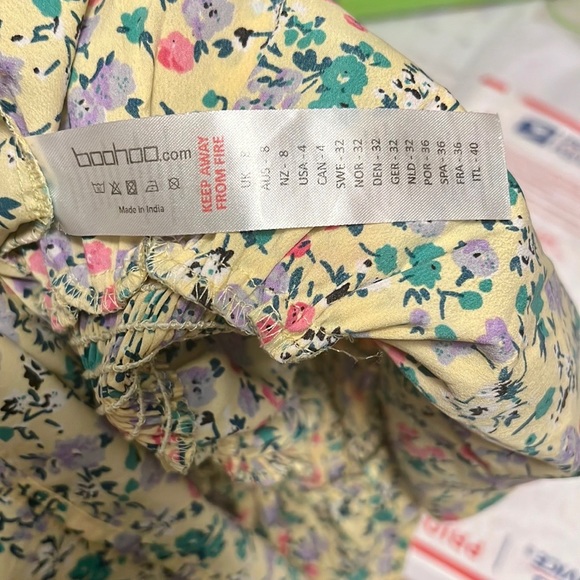 boohoo.com
Made in India
KEEP AWAY
FROM FIRE
UK - 8
AUS - 8
NZ - 8
USA - 4
CAN - 4
SWE - 32
NOR - 32
DEN - 32
GER - 32
NLD - 32
POR - 36
SPA - 36
FRA - 36
ITL - 40